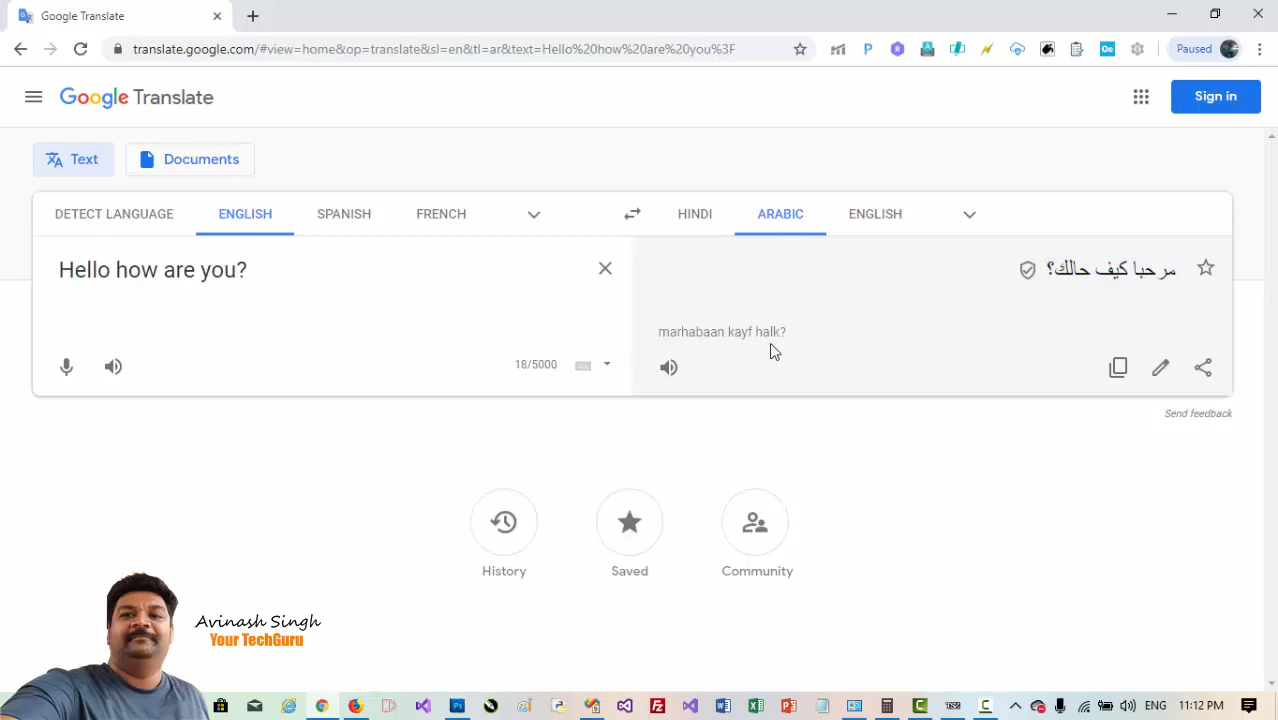 Google Translate
translate.google.com/#view=home&op=translate&sl=en&tl=ar&text=Hello%20how%20are%20you%3F
Paused
Google Translate
Sign in
Text
Documents
DETECT LANGUAGE
ENGLISH
SPANISH
FRENCH
HINDI
ARABIC
ENGLISH
Hello how are you?
مرحبا كيف حالك؟
marhabaan kayf halk?
18/5000
Send feedback
History
Saved
Community
Avinash Singh
Your TechGuru
ENG
11:12 PM